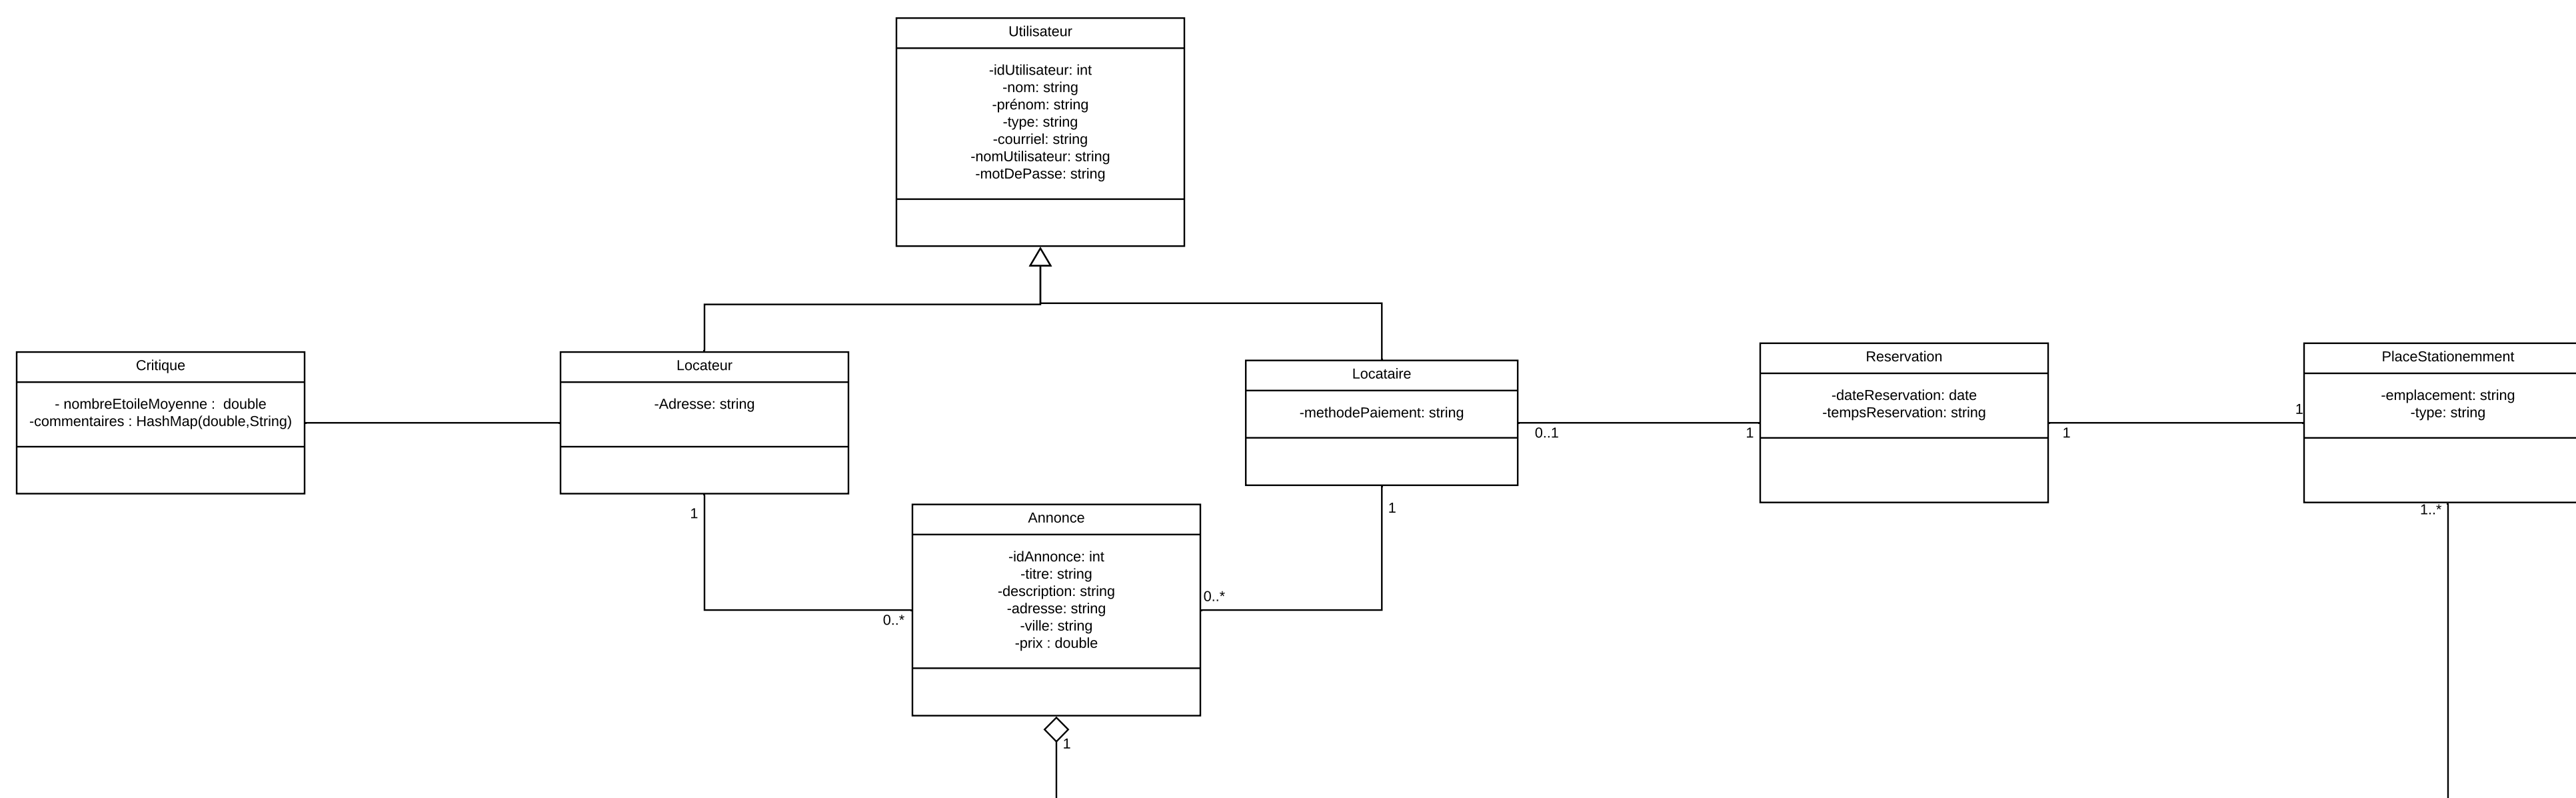 Utilisateur
-idUtilisateur: int
-nom: string
-prénom: string
-type: string
-courriel: string
-nomUtilisateur: string
-motDePasse: string
Critique
- nombreEtoileMoyenne :  double
-commentaires : HashMap(double,String)
Locateur
-Adresse: string
1
0..*
Annonce
-idAnnonce: int
-titre: string
-description: string
-adresse: string
-ville: string
-prix : double
1
Locataire
-methodePaiement: string
1
0..*
0..1
1
Reservation
-dateReservation: date
-tempsReservation: string
1
1
PlaceStationemment
-emplacement: string
-type: string
1..*